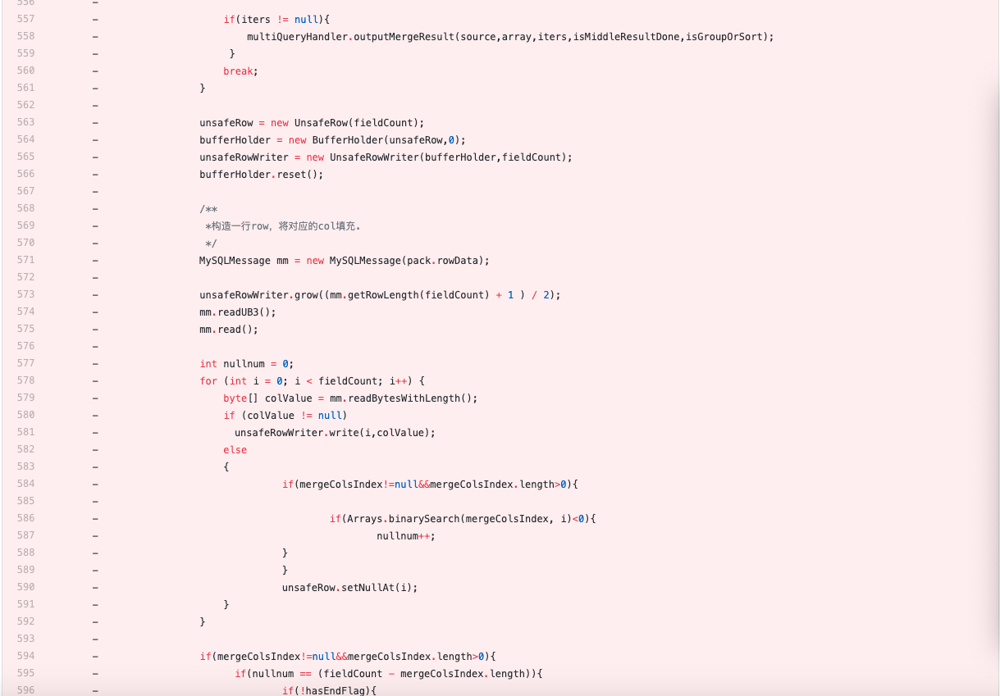 556 -
557 - if(iters != null){
558 - multiQueryHandler.outputMergeResult(source,array,iters,isMiddleResultDone,isGroupOrSort);
559 - }
560 - break;
561 - }
562 -
563 - unsafeRow = new UnsafeRow(fieldCount);
564 - bufferHolder = new BufferHolder(unsafeRow,0);
565 - unsafeRowWriter = new UnsafeRowWriter(bufferHolder,fieldCount);
566 - bufferHolder.reset();
567 -
568 - /**
569 - *构造一行row，将对应的col填充.
570 - */
571 - MySQLMessage mm = new MySQLMessage(pack.rowData);
572 -
573 - unsafeRowWriter.grow((mm.getRowLength(fieldCount) + 1 ) / 2);
574 - mm.readUB3();
575 - mm.read();
576 -
577 - int nullnum = 0;
578 - for (int i = 0; i < fieldCount; i++) {
579 - byte[] colValue = mm.readBytesWithLength();
580 - if (colValue != null)
581 - unsafeRowWriter.write(i,colValue);
582 - else
583 - {
584 - if(mergeColsIndex!=null&&mergeColsIndex.length>0){
585 -
586 - if(Arrays.binarySearch(mergeColsIndex, i)<0){
587 - nullnum++;
588 - }
589 - }
590 - unsafeRow.setNullAt(i);
591 - }
592 - }
593 -
594 - if(mergeColsIndex!=null&&mergeColsIndex.length>0){
595 - if(nullnum == (fieldCount - mergeColsIndex.length)){
596 - if(!hasEndFlag){